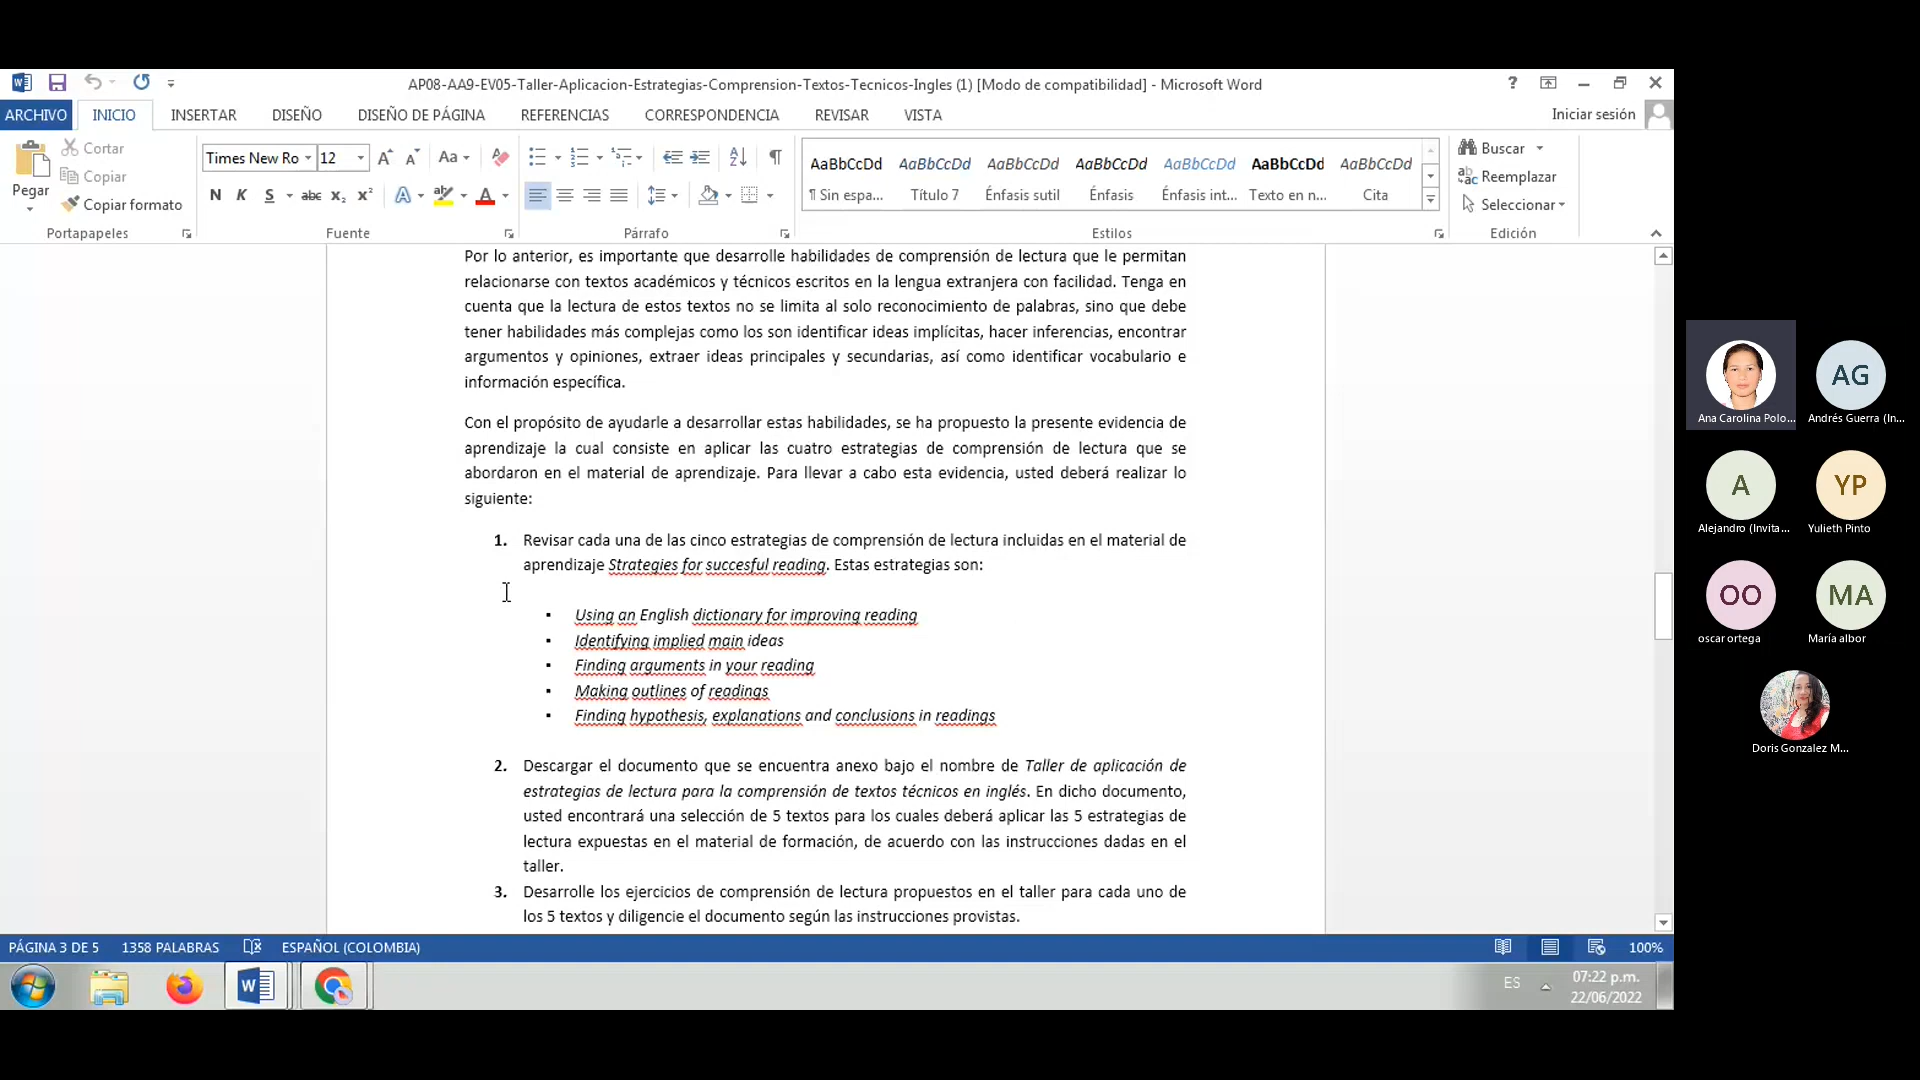 AP08-AA9-EV05-Taller-Aplicacion-Estrategias-Comprension-Textos-Tecnicos-Ingles (1) [Modo de compatibilidad] - Microsoft Word
ARCHIVO INICIO INSERTAR DISEÑO DISEÑO DE PÁGINA REFERENCIAS CORRESPONDENCIA REVISAR VISTA Iniciar sesión
Pegar
Cortar
Copiar
Copiar formato
Portapapeles
Times New Ro 12
N K S abc x₂ x²
Fuente
Párrafo
AaBbCcDd AaBbCcDd AaBbCcDd AaBbCcDd AaBbCcDd AaBbCcDd AaBbCcDd
¶ Sin espa... Título 7 Énfasis sutil Énfasis Énfasis int... Texto en n... Cita
Estilos
Buscar
Reemplazar
Seleccionar
Edición
Por lo anterior, es importante que desarrolle habilidades de comprensión de lectura que le permitan
relacionarse con textos académicos y técnicos escritos en la lengua extranjera con facilidad. Tenga en
cuenta que la lectura de estos textos no se limita al solo reconocimiento de palabras, sino que debe
tener habilidades más complejas como los son identificar ideas implícitas, hacer inferencias, encontrar
argumentos y opiniones, extraer ideas principales y secundarias, así como identificar vocabulario e
información específica.
Con el propósito de ayudarle a desarrollar estas habilidades, se ha propuesto la presente evidencia de
aprendizaje la cual consiste en aplicar las cuatro estrategias de comprensión de lectura que se
abordaron en el material de aprendizaje. Para llevar a cabo esta evidencia, usted deberá realizar lo
siguiente:
1. Revisar cada una de las cinco estrategias de comprensión de lectura incluidas en el material de
aprendizaje Strategies for succesful reading. Estas estrategias son:
▪ Using an English dictionary for improving reading
▪ Identifying implied main ideas
▪ Finding arguments in your reading
▪ Making outlines of readings
▪ Finding hypothesis, explanations and conclusions in readings
2. Descargar el documento que se encuentra anexo bajo el nombre de Taller de aplicación de
estrategias de lectura para la comprensión de textos técnicos en inglés. En dicho documento,
usted encontrará una selección de 5 textos para los cuales deberá aplicar las 5 estrategias de
lectura expuestas en el material de formación, de acuerdo con las instrucciones dadas en el
taller.
3. Desarrolle los ejercicios de comprensión de lectura propuestos en el taller para cada uno de
los 5 textos y diligencie el documento según las instrucciones provistas.
PÁGINA 3 DE 5 1358 PALABRAS ESPAÑOL (COLOMBIA) 100%
ES
07:22 p.m.
22/06/2022
Ana Carolina Polo...
AG
Andrés Guerra (In...
A
Alejandro (Invita...
YP
Yulieth Pinto
OO
oscar ortega
MA
María albor
Doris Gonzalez M...